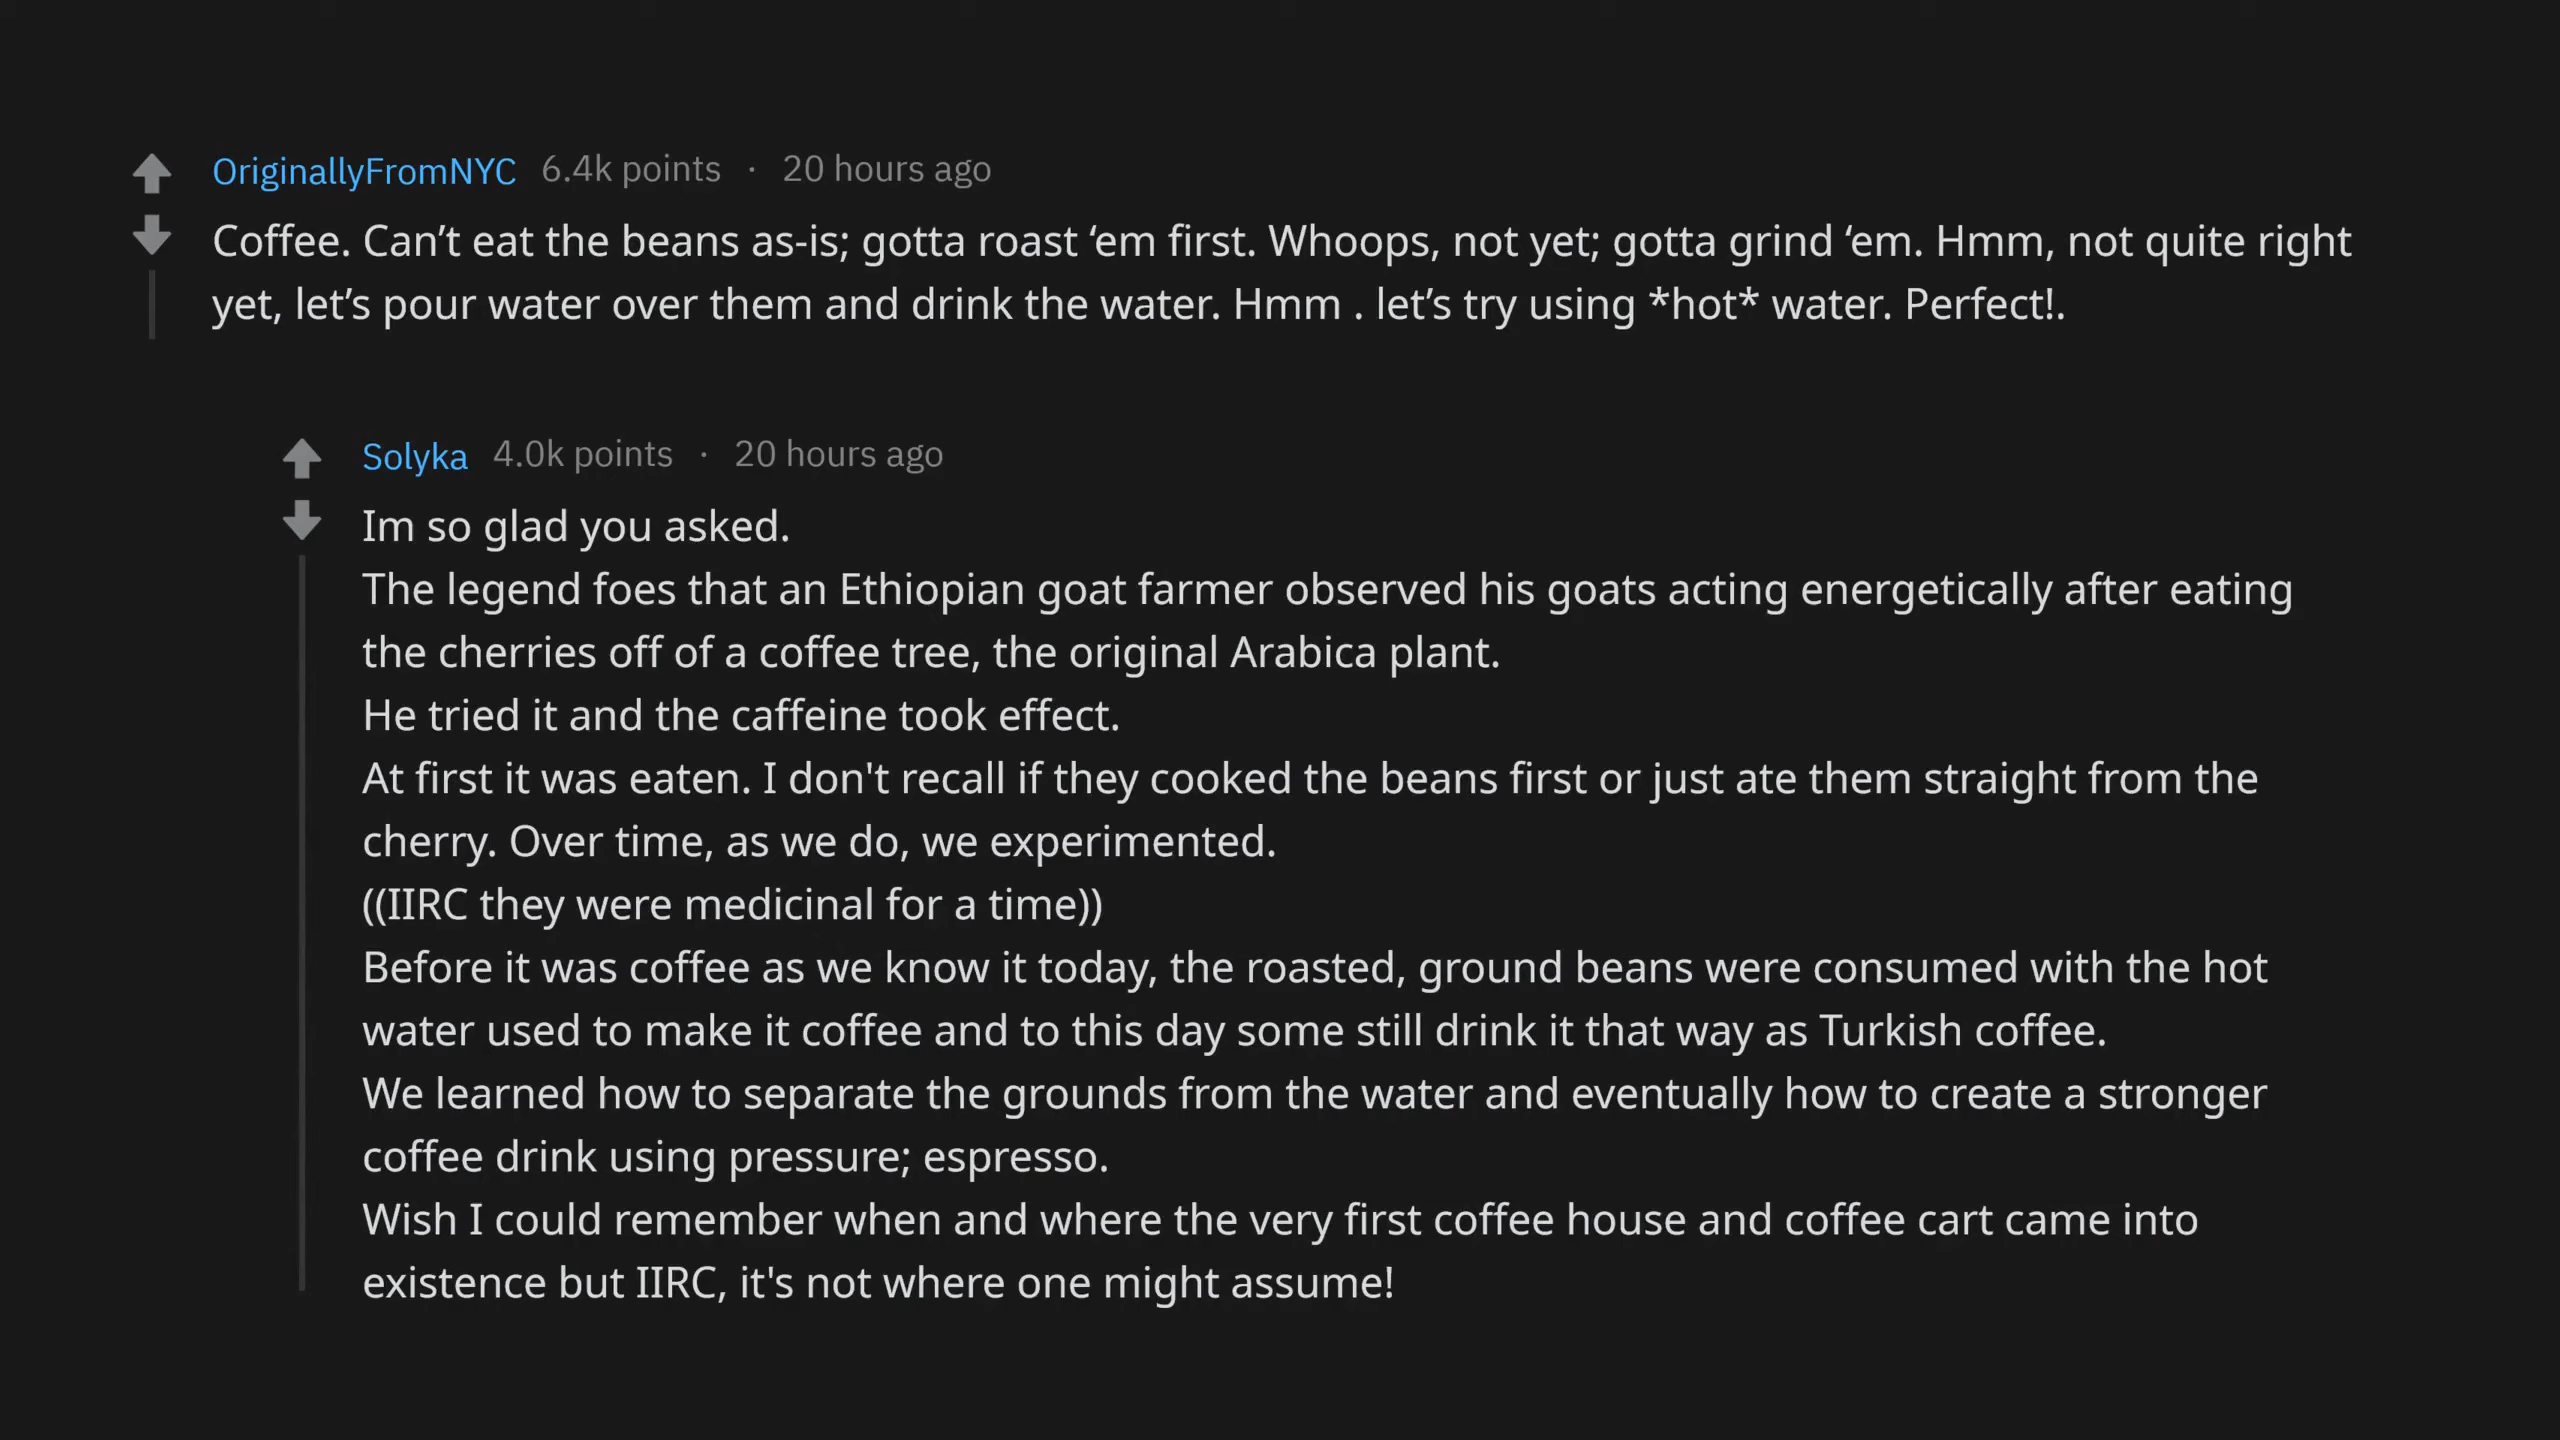 OriginallyFromNYC 6.4k points · 20 hours ago
Coffee. Can’t eat the beans as-is; gotta roast ‘em first. Whoops, not yet; gotta grind ‘em. Hmm, not quite right
yet, let’s pour water over them and drink the water. Hmm . let’s try using *hot* water. Perfect!.
Solyka 4.0k points · 20 hours ago
Im so glad you asked.
The legend foes that an Ethiopian goat farmer observed his goats acting energetically after eating
the cherries off of a coffee tree, the original Arabica plant.
He tried it and the caffeine took effect.
At first it was eaten. I don't recall if they cooked the beans first or just ate them straight from the
cherry. Over time, as we do, we experimented.
((IIRC they were medicinal for a time))
Before it was coffee as we know it today, the roasted, ground beans were consumed with the hot
water used to make it coffee and to this day some still drink it that way as Turkish coffee.
We learned how to separate the grounds from the water and eventually how to create a stronger
coffee drink using pressure; espresso.
Wish I could remember when and where the very first coffee house and coffee cart came into
existence but IIRC, it's not where one might assume!